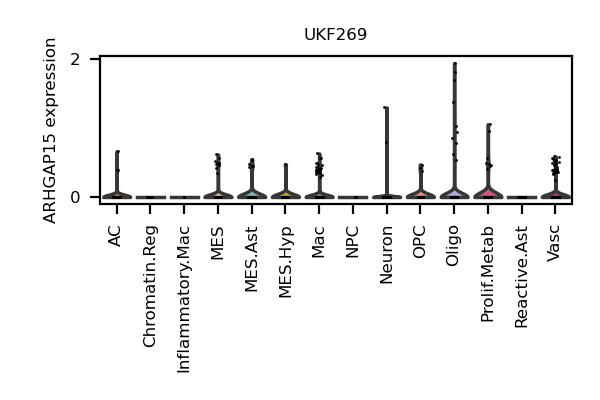 UKF269
ARHGAP15 expression
2
0
AC
Chromatin.Reg
Inflammatory.Mac
MES
MES.Ast
MES.Hyp
Mac
NPC
Neuron
OPC
Oligo
Prolif.Metab
Reactive.Ast
Vasc